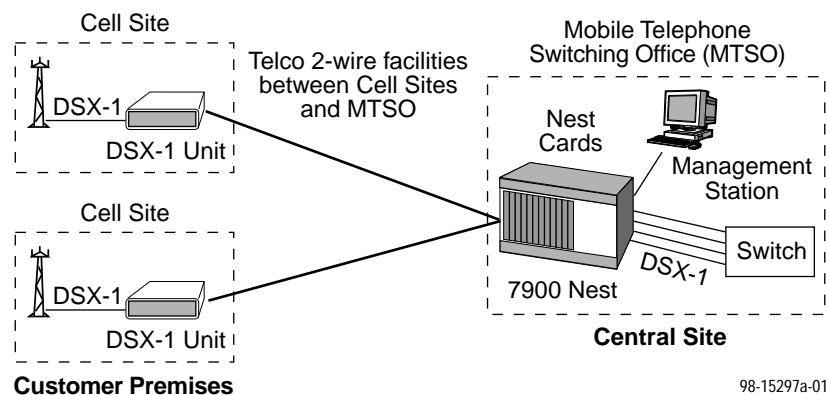 Cell Site
DSX-1
DSX-1 Unit
Telco 2-wire facilities
between Cell Sites
and MTSO
Mobile Telephone
Switching Office (MTSO)
Nest
Cards
Management
Station
Switch
DSX-1
7900 Nest
Central Site
Cell Site
DSX-1
DSX-1 Unit
Customer Premises
98-15297a-01